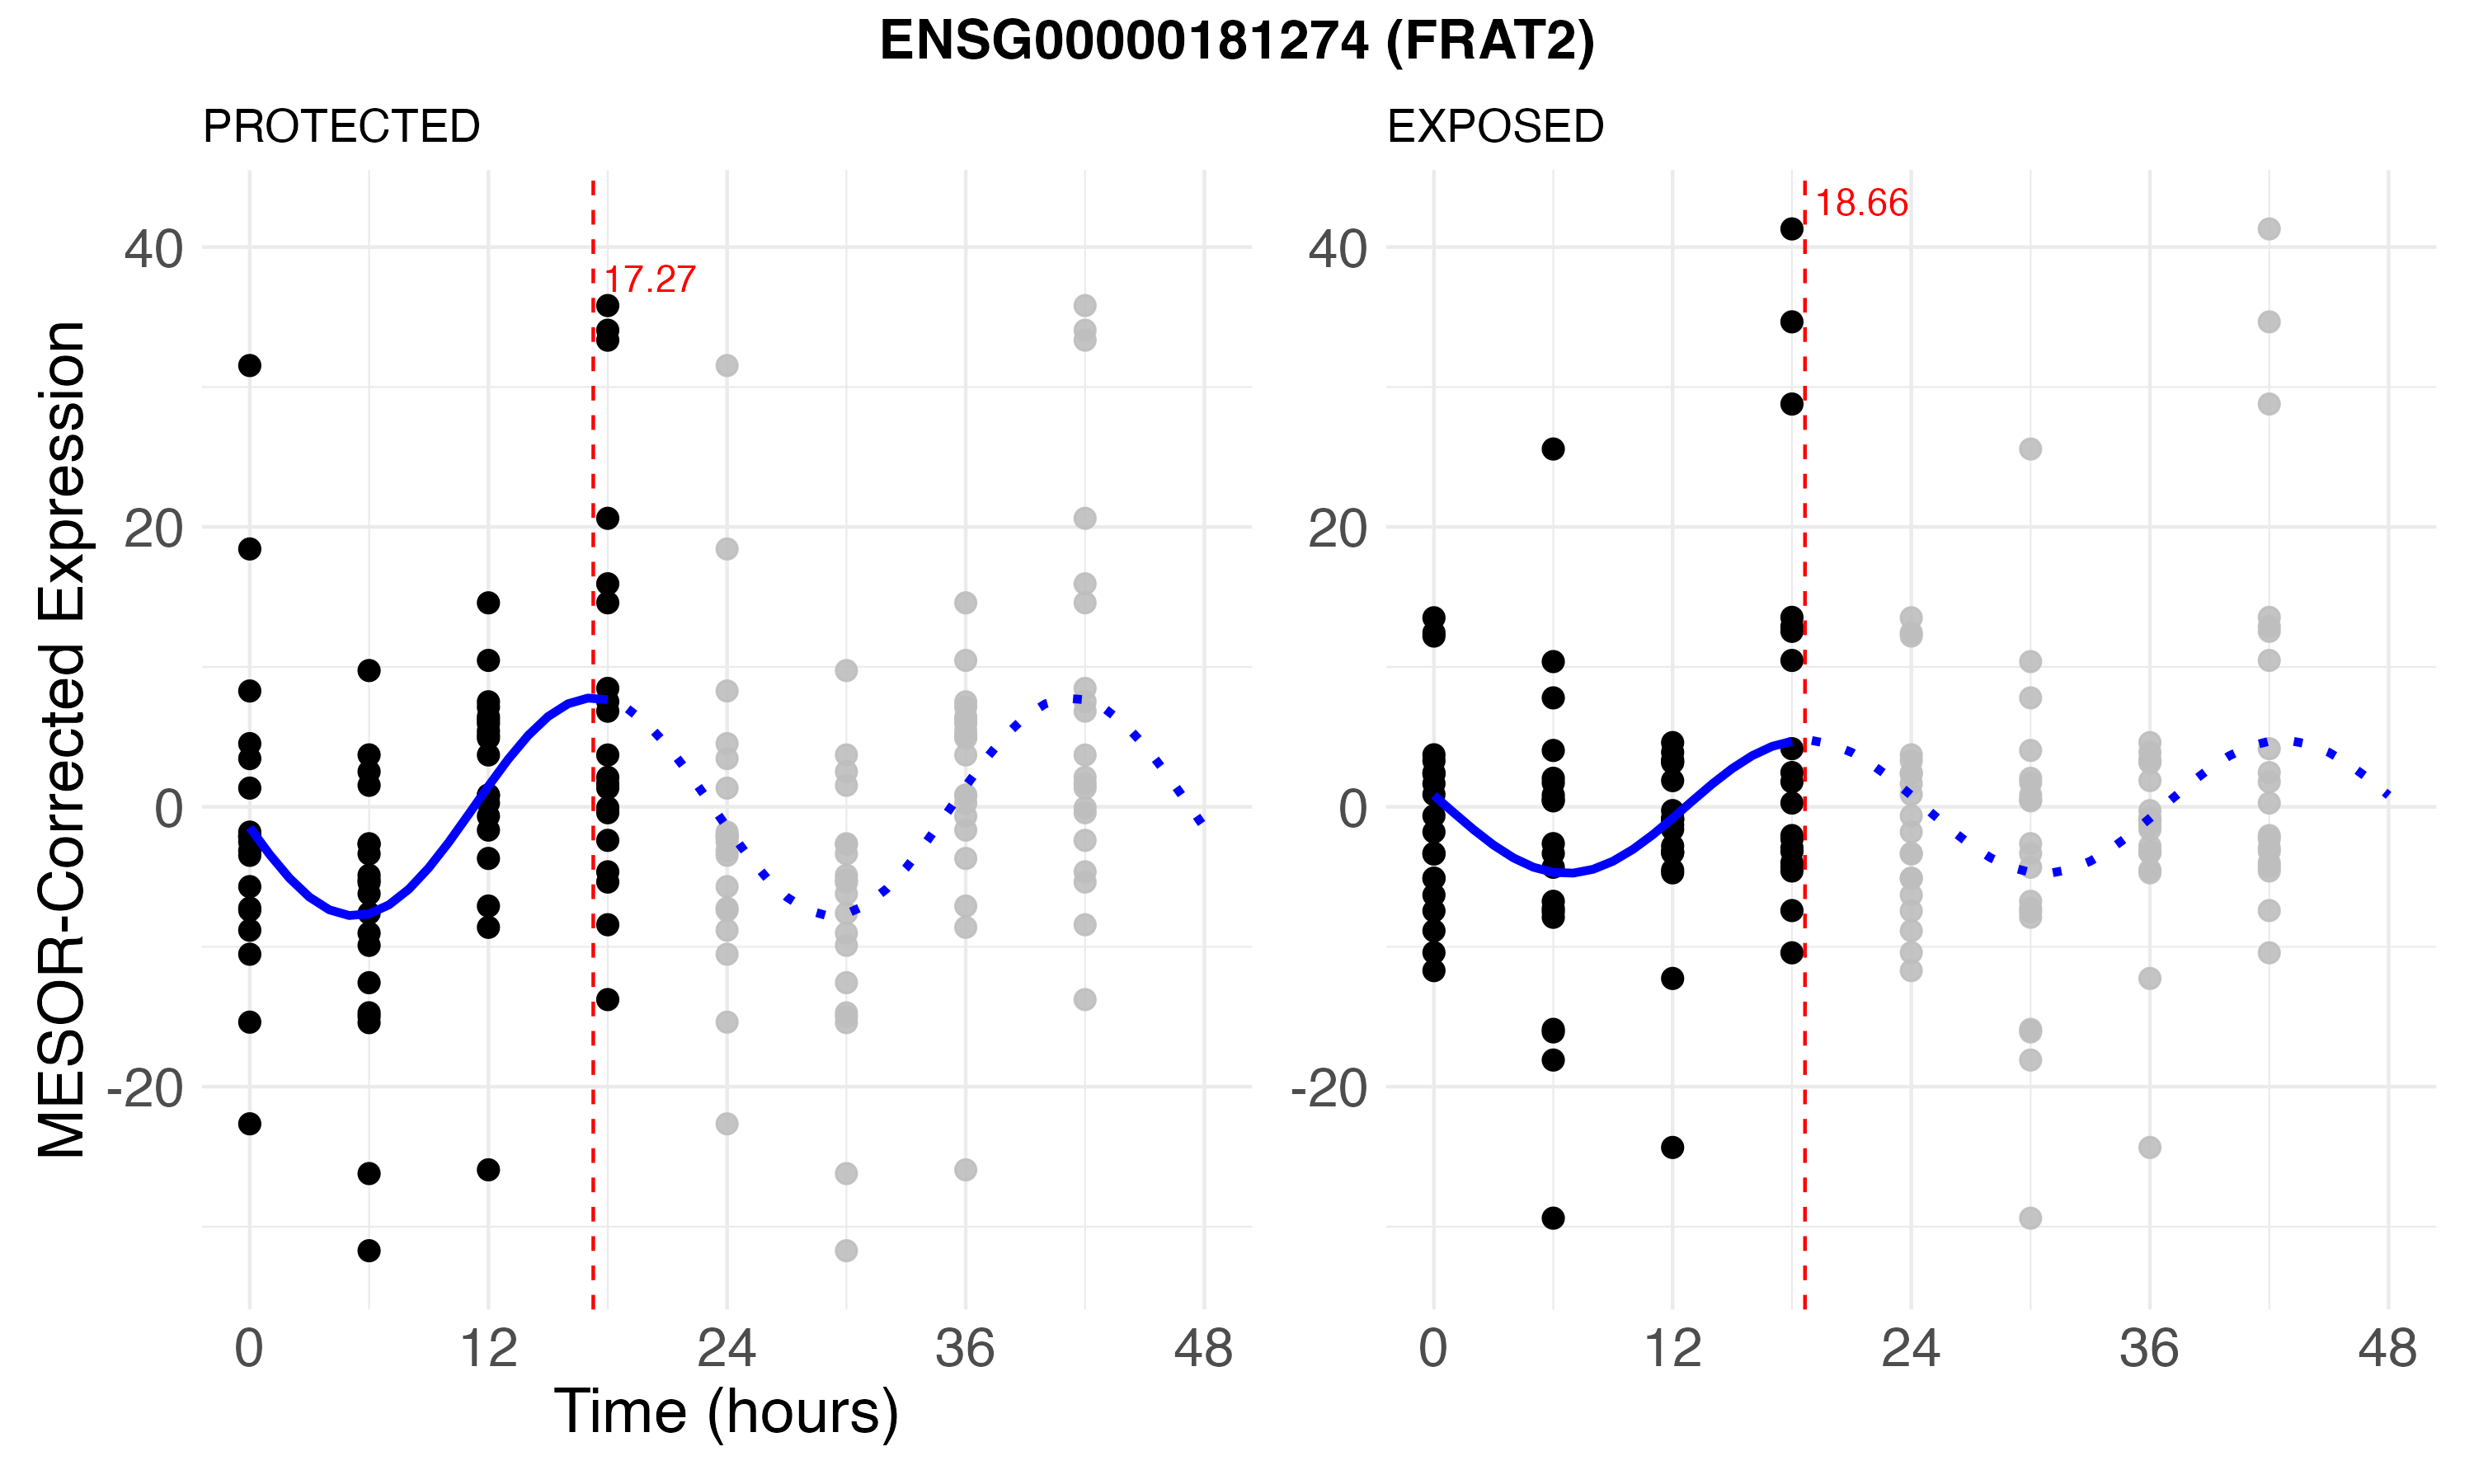 ENSG00000181274 (FRAT2)
PROTECTED
EXPOSED
MESOR-Corrected Expression
40
20
0
-20
17.27
0 12 24 36 48
40
20
0
-20
18.66
0 12 24 36 48
Time (hours)